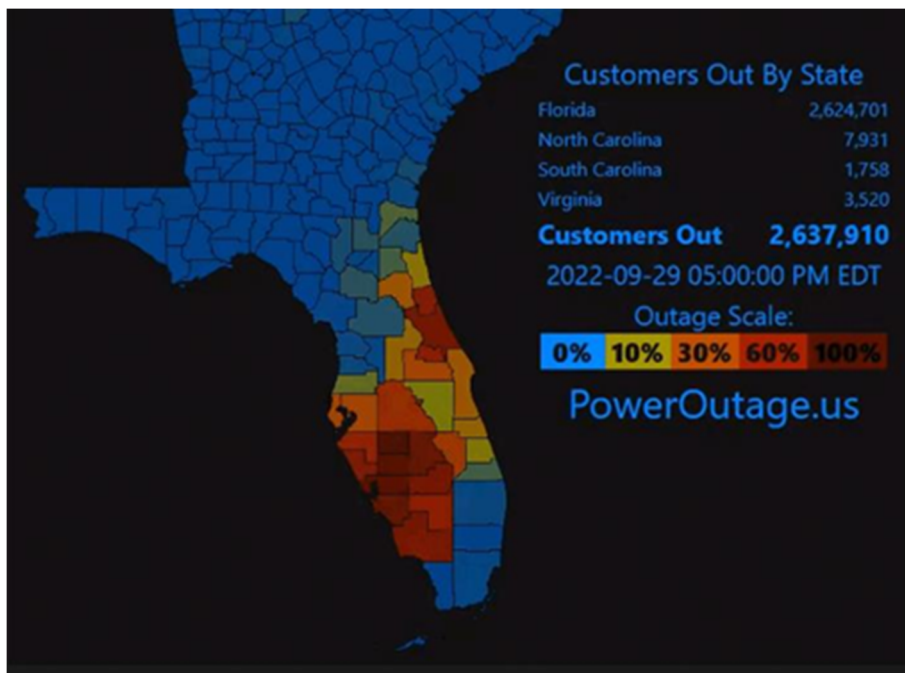 Customers Out By State
Florida 2,624,701
North Carolina 7,931
South Carolina 1,758
Virginia 3,520
Customers Out 2,637,910
2022-09-29 05:00:00 PM EDT
Outage Scale:
0% 10% 30% 60% 100%
PowerOutage.us